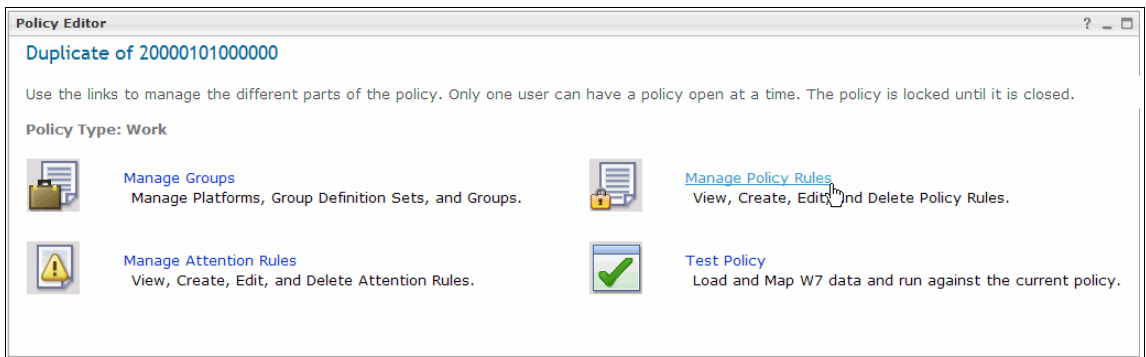 Policy Editor ?
Duplicate of 20000101000000
Use the links to manage the different parts of the policy. Only one user can have a policy open at a time. The policy is locked until it is closed.
Policy Type: Work
Manage Groups
Manage Platforms, Group Definition Sets, and Groups.
Manage Policy Rules
View, Create, Edit, and Delete Policy Rules.
Manage Attention Rules
View, Create, Edit, and Delete Attention Rules.
Test Policy
Load and Map W7 data and run against the current policy.